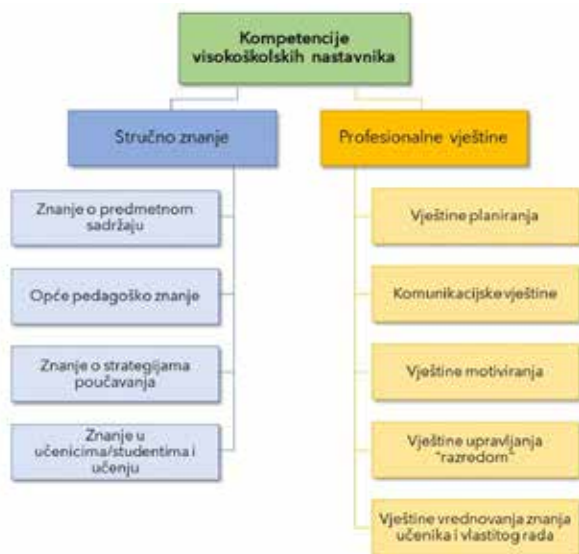 Kompetencije
visokoškolskih nastavnika
Stručno znanje
Profesionalne vještine
Znanje o predmetnom
sadržaju
Opće pedagoško znanje
Znanje o strategijama
poučavanja
Znanje u
učenicima/studentima i
učenju
Vještine planiranja
Komunikacijske vještine
Vještine motiviranja
Vještine upravljanja
"razredom"
Vještine vrednovanja znanja
učenika i vlastitog rada